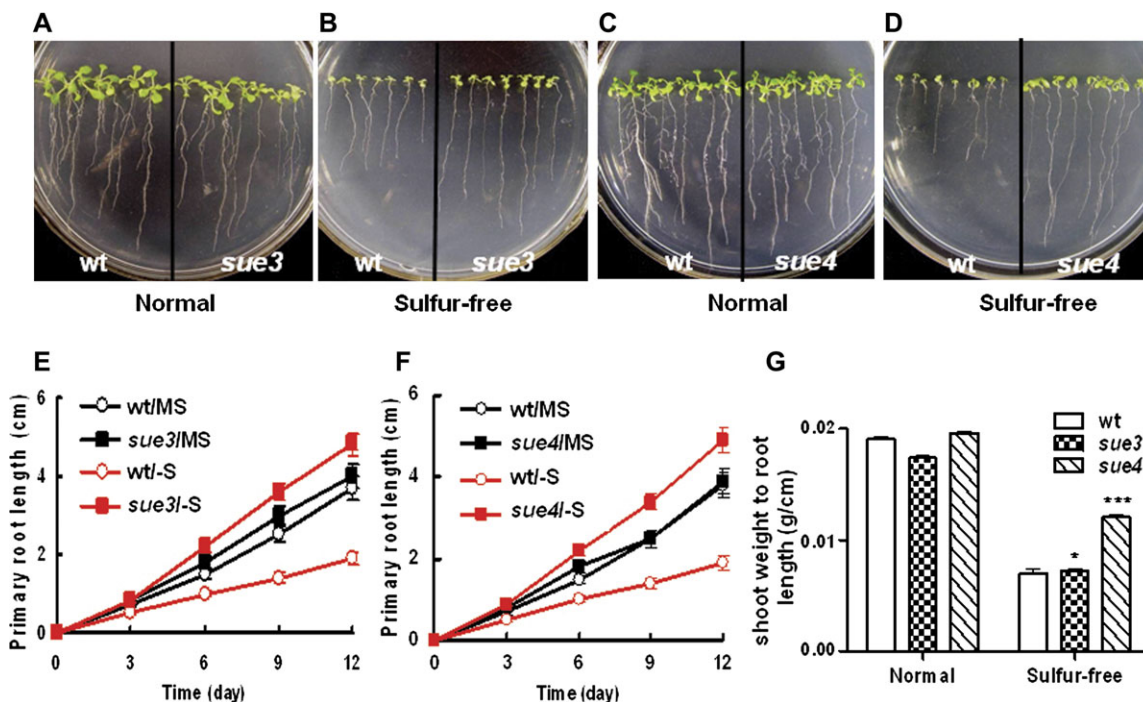 A B C D
wt sue3 wt sue3 wt sue4 wt sue4
Normal Sulfur-free Normal Sulfur-free
E
Primary root length (cm)
6
4
2
0
wt/MS
sue3/MS
wt/-S
sue3/-S
0 3 6 9 12
Time (day)
F
Primary root length (cm)
6
4
2
0
wt/MS
sue4/MS
wt/-S
sue4/-S
0 3 6 9 12
Time (day)
G
shoot weight to root
length (g/cm)
0.02
0.01
0.00
wt
sue3
sue4
* ***
Normal Sulfur-free